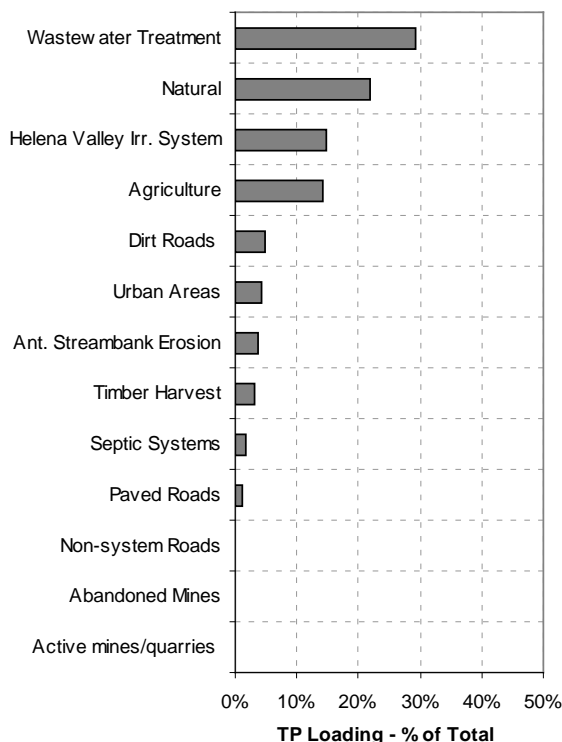 Wastewater Treatment
Natural
Helena Valley Irr. System
Agriculture
Dirt Roads
Urban Areas
Ant. Streambank Erosion
Timber Harvest
Septic Systems
Paved Roads
Non-system Roads
Abandoned Mines
Active mines/quarries
0% 10% 20% 30% 40% 50%
TP Loading - % of Total